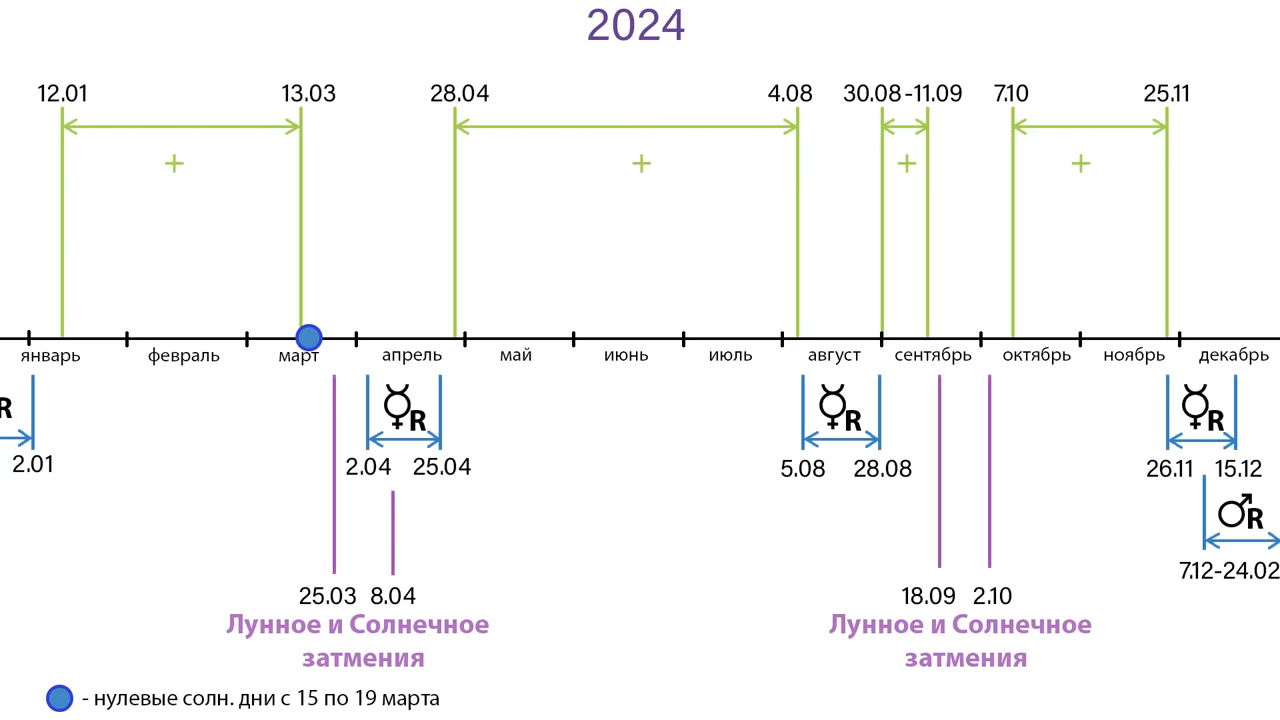 2024
12.01 13.03 28.04 4.08 30.08 -11.09 7.10 25.11
+ + + +
январь февраль март апрель май июнь июль август сентябрь октябрь ноябрь декабрь
R R R R
2.01 2.04 25.04 5.08 28.08 26.11 15.12
R
7.12-24.02
25.03 8.04 18.09 2.10
Лунное и Солнечное Лунное и Солнечное
затмения затмения
- нулевые солн. дни с 15 по 19 марта